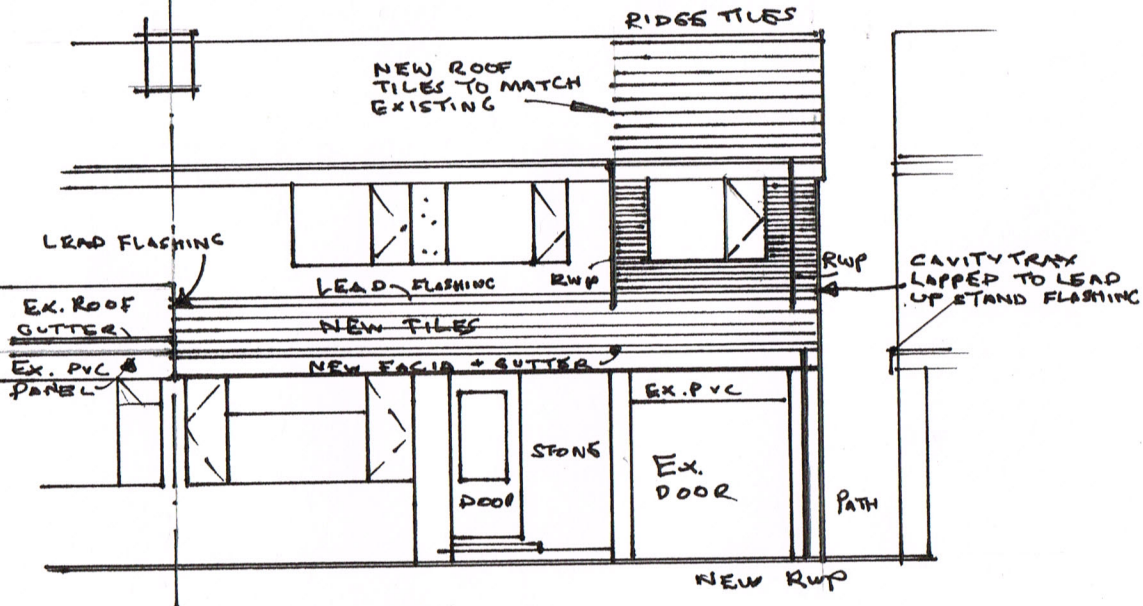 RIDGE TILES
NEW ROOF
TILES TO MATCH
EXISTING
LEAD FLASHING
LEAD FLASHING
RWP
RWP
CAVITY TRAY
LAPPED TO LEAD
UP STAND FLASHING
EX. ROOF
GUTTER
NEW TILES
EX. PVC
PANEL
NEW FACIA + GUTTER
EX. PVC
STONE
EX.
DOOR
DOOR
PATH
NEW RWP